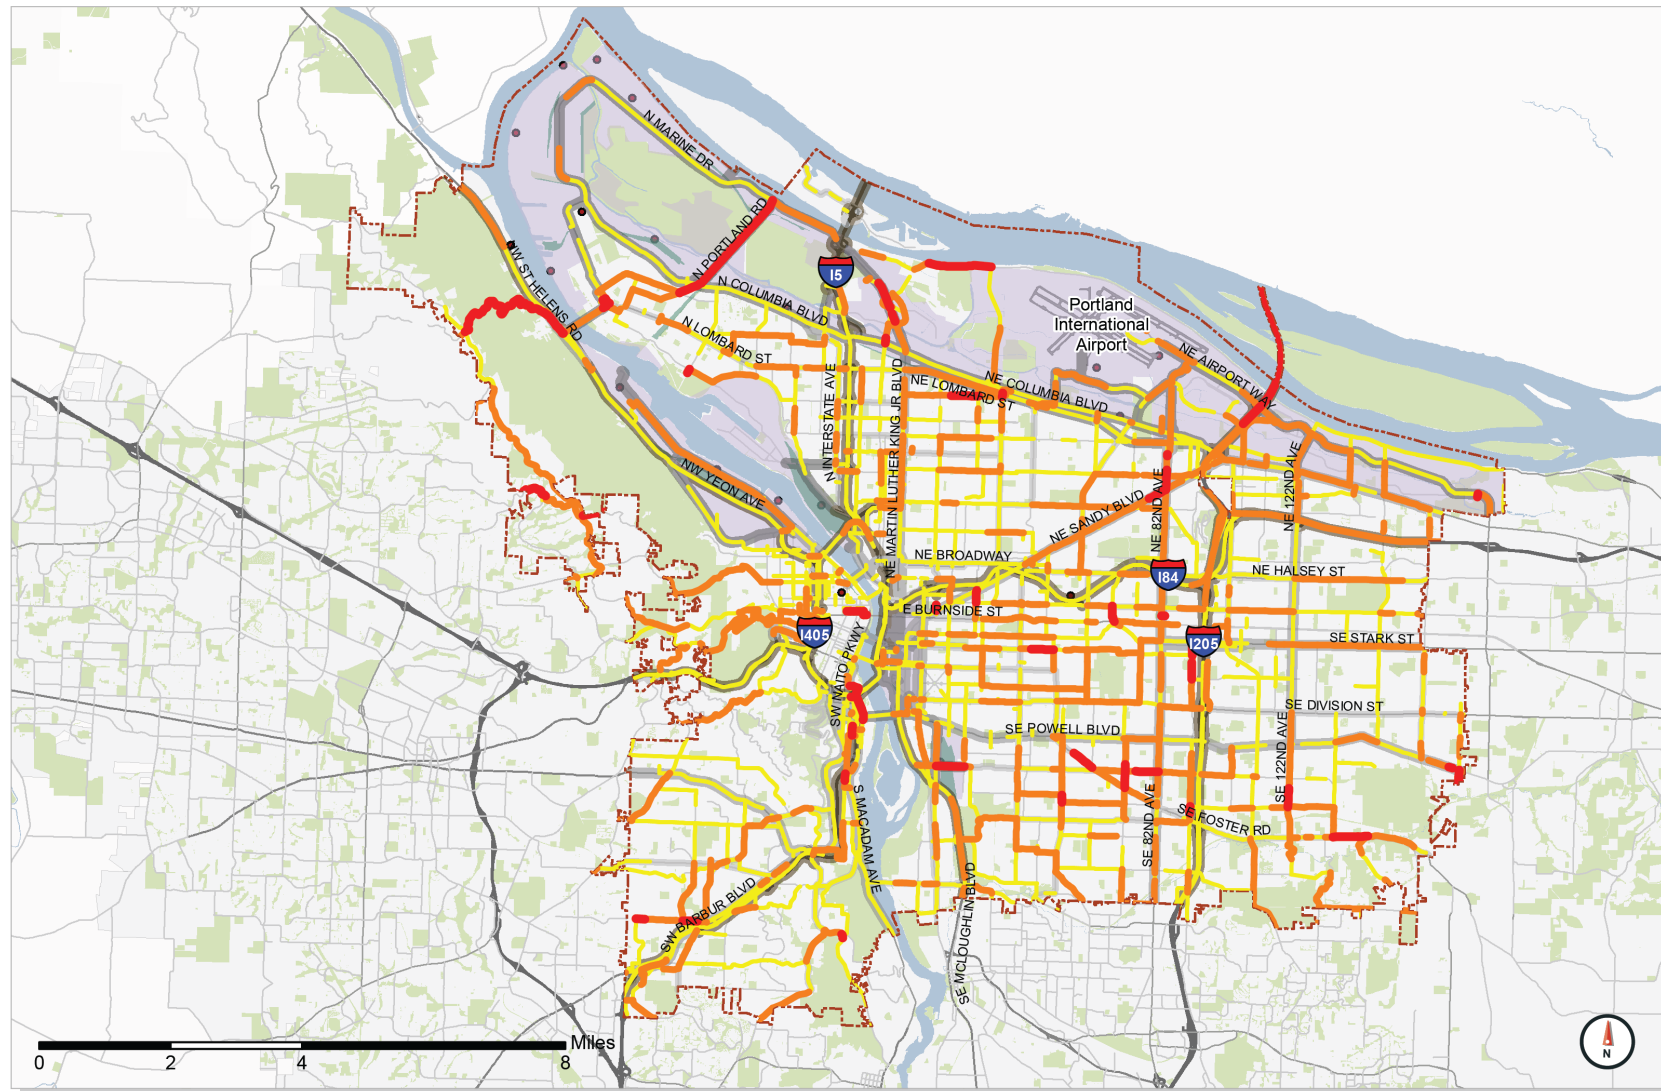 N MARINE DR
N PORTLAND RD
NW ST HELENS RD
I5
N COLUMBIA BLVD
Portland
International
Airport
N LOMBARD ST
NE AIRPORT WAY
N INTERSTATE AVE
NE MARTIN LUTHER KING JR BLVD
NE LOMBARD ST
NE COLUMBIA BLVD
NW YEON AVE
NE 82ND AVE
NE 122ND AVE
NE SANDY BLVD
NE BROADWAY
I84
NE HALSEY ST
E BURNSIDE ST
I405
SW NAITO PKWY
I205
SE STARK ST
SE DIVISION ST
SE POWELL BLVD
SE 122ND AVE
S MACADAM AVE
SE 82ND AVE
SE FOSTER RD
SW BARBUR BLVD
SE MCLOUGHLIN BLVD
Miles
0 2 4 8
N